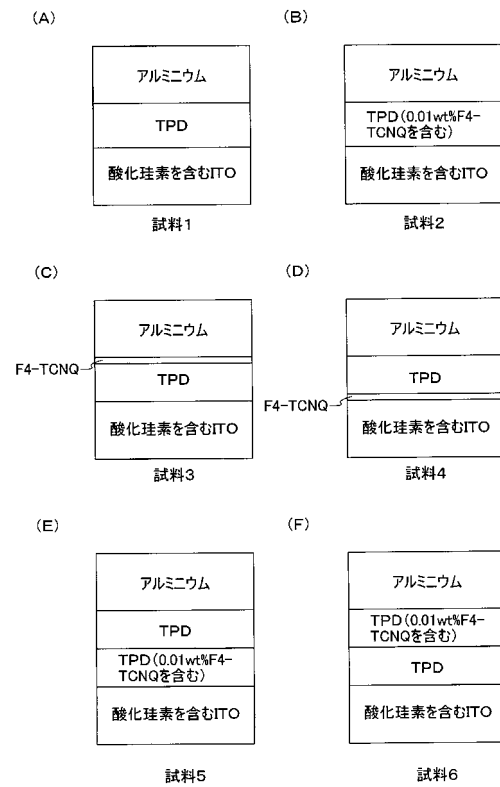 (A)
アルミニウム
TPD
酸化珪素を含むITO
試料1
(B)
アルミニウム
TPD(0.01wt%F4-
TCNQを含む)
酸化珪素を含むITO
試料2
(C)
アルミニウム
F4-TCNQ
TPD
酸化珪素を含むITO
試料3
(D)
アルミニウム
TPD
F4-TCNQ
酸化珪素を含むITO
試料4
(E)
アルミニウム
TPD
TPD(0.01wt%F4-
TCNQを含む)
酸化珪素を含むITO
試料5
(F)
アルミニウム
TPD(0.01wt%F4-
TCNQを含む)
TPD
酸化珪素を含むITO
試料6